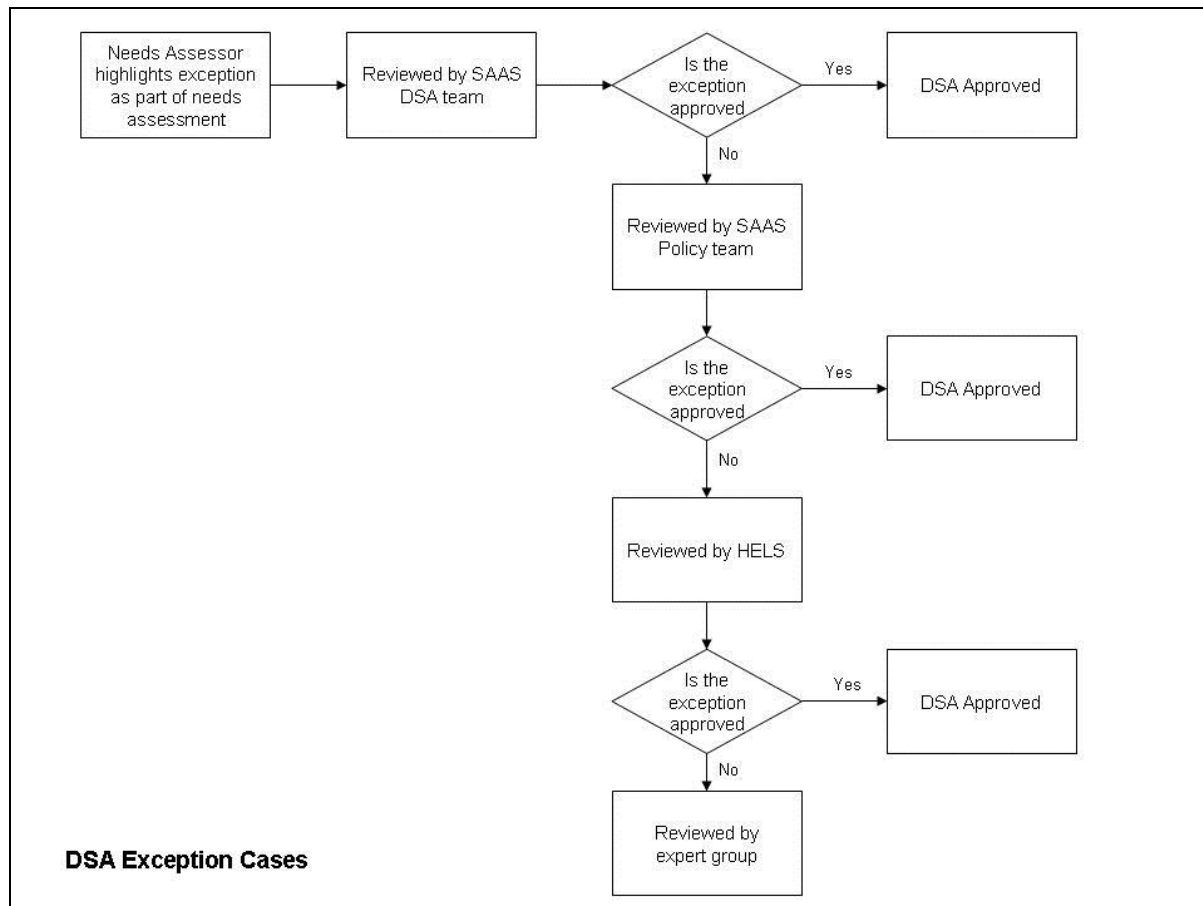 Needs Assessor
highlights exception
as part of needs
assessment
Reviewed by SAAS
DSA team
Is the
exception
approved
Yes
DSA Approved
No
Reviewed by SAAS
Policy team
Is the
exception
approved
Yes
DSA Approved
No
Reviewed by HELS
Is the
exception
approved
Yes
DSA Approved
No
Reviewed by
expert group
DSA Exception Cases